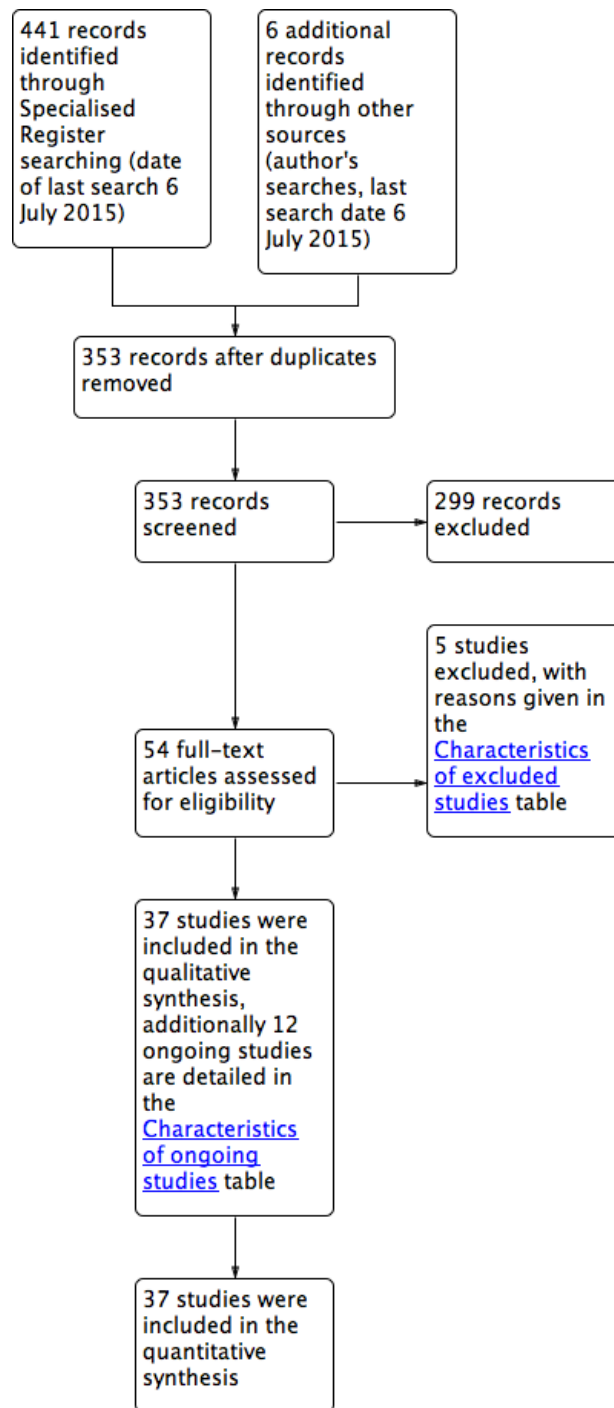 441 records
identified
through
Specialised
Register
searching (date
of last search 6
July 2015)
6 additional
records
identified
through other
sources
(author's
searches, last
search date 6
July 2015)
353 records after duplicates
removed
353 records
screened
299 records
excluded
5 studies
excluded, with
reasons given in
the
Characteristics
of excluded
studies table
54 full-text
articles assessed
for eligibility
37 studies were
included in the
qualitative
synthesis,
additionally 12
ongoing studies
are detailed in
the
Characteristics
of ongoing
studies table
37 studies were
included in the
quantitative
synthesis